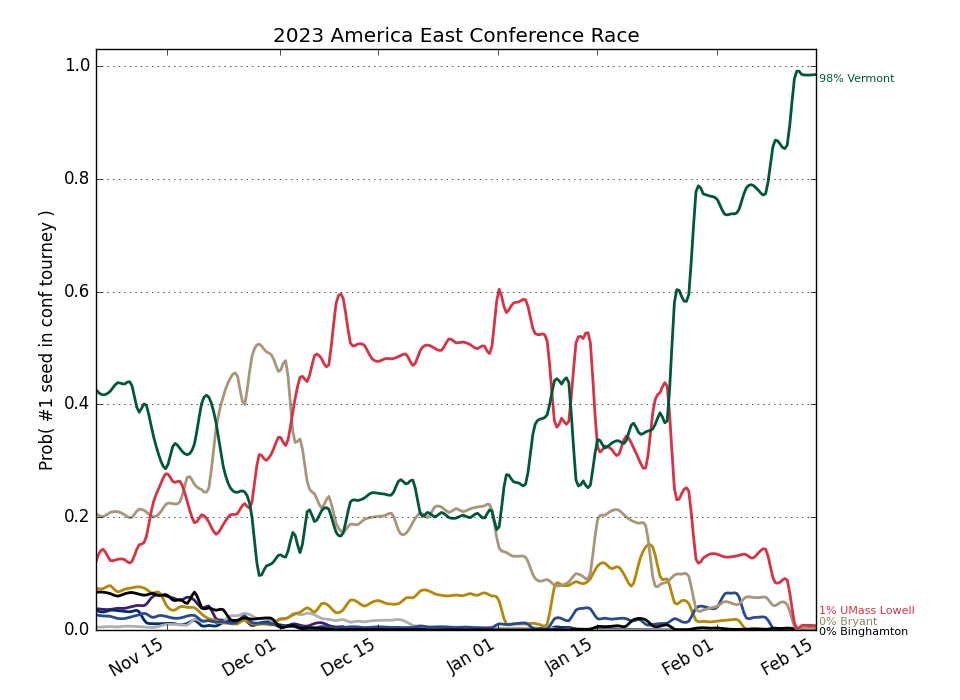 2023 America East Conference Race
Prob( #1 seed in conf tourney )
1.0
0.8
0.6
0.4
0.2
0.0
98% Vermont
1% UMass Lowell
0% Bryant
0% Binghamton
Nov 15
Dec 01
Dec 15
Jan 01
Jan 15
Feb 01
Feb 15